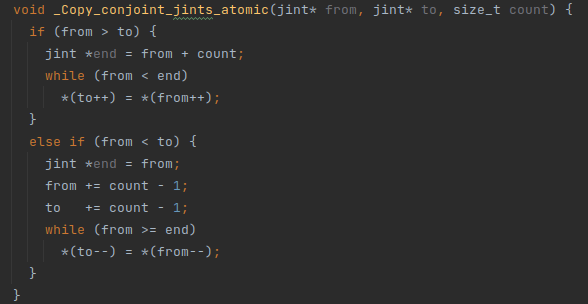 void _Copy_conjoint_jints_atomic(jint* from, jint* to, size_t count) {
  if (from > to) {
    jint *end = from + count;
    while (from < end)
      *(to++) = *(from++);
  }
  else if (from < to) {
    jint *end = from;
    from += count - 1;
    to   += count - 1;
    while (from >= end)
      *(to--) = *(from--);
  }
}